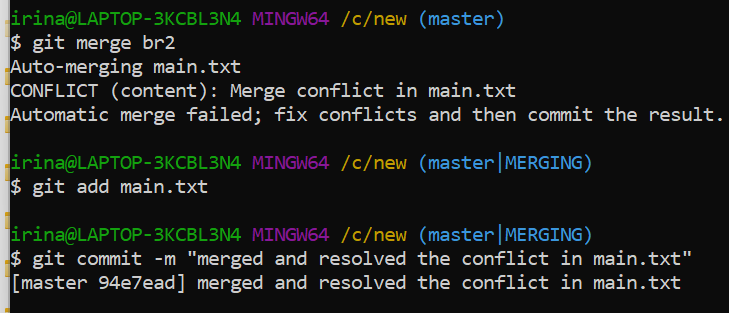 irina@LAPTOP-3KCBL3N4 MINGW64 /c/new (master)
$ git merge br2
Auto-merging main.txt
CONFLICT (content): Merge conflict in main.txt
Automatic merge failed; fix conflicts and then commit the result.
irina@LAPTOP-3KCBL3N4 MINGW64 /c/new (master|MERGING)
$ git add main.txt
irina@LAPTOP-3KCBL3N4 MINGW64 /c/new (master|MERGING)
$ git commit -m "merged and resolved the conflict in main.txt"
[master 94e7ead] merged and resolved the conflict in main.txt